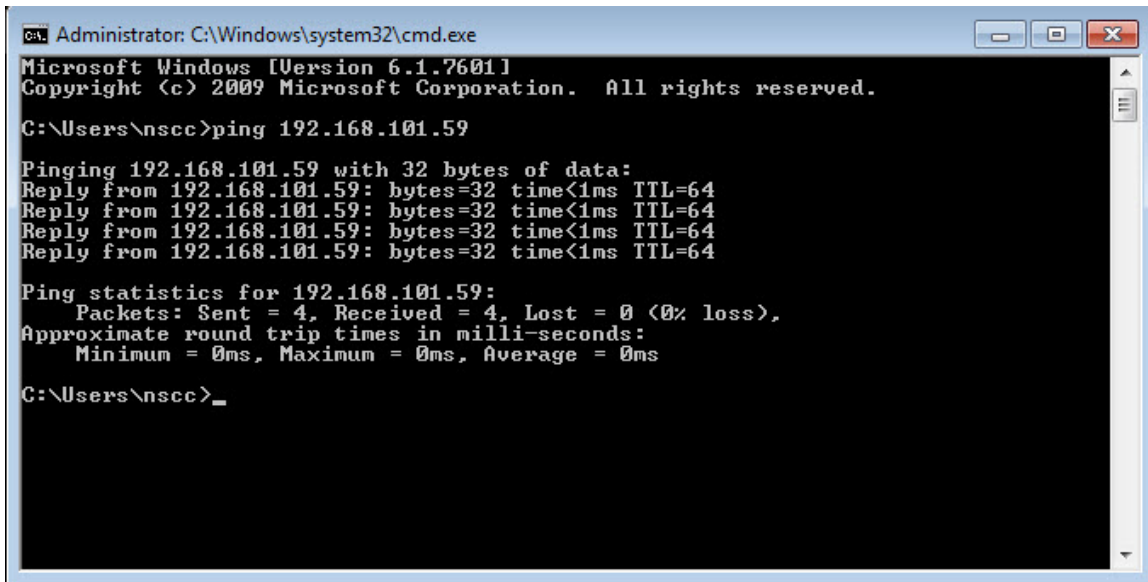 Administrator: C:\Windows\system32\cmd.exe
Microsoft Windows [Version 6.1.7601]
Copyright (c) 2009 Microsoft Corporation.  All rights reserved.
C:\Users\nscc>ping 192.168.101.59
Pinging 192.168.101.59 with 32 bytes of data:
Reply from 192.168.101.59: bytes=32 time<1ms TTL=64
Reply from 192.168.101.59: bytes=32 time<1ms TTL=64
Reply from 192.168.101.59: bytes=32 time<1ms TTL=64
Reply from 192.168.101.59: bytes=32 time<1ms TTL=64
Ping statistics for 192.168.101.59:
    Packets: Sent = 4, Received = 4, Lost = 0 (0% loss),
Approximate round trip times in milli-seconds:
    Minimum = 0ms, Maximum = 0ms, Average = 0ms
C:\Users\nscc>_